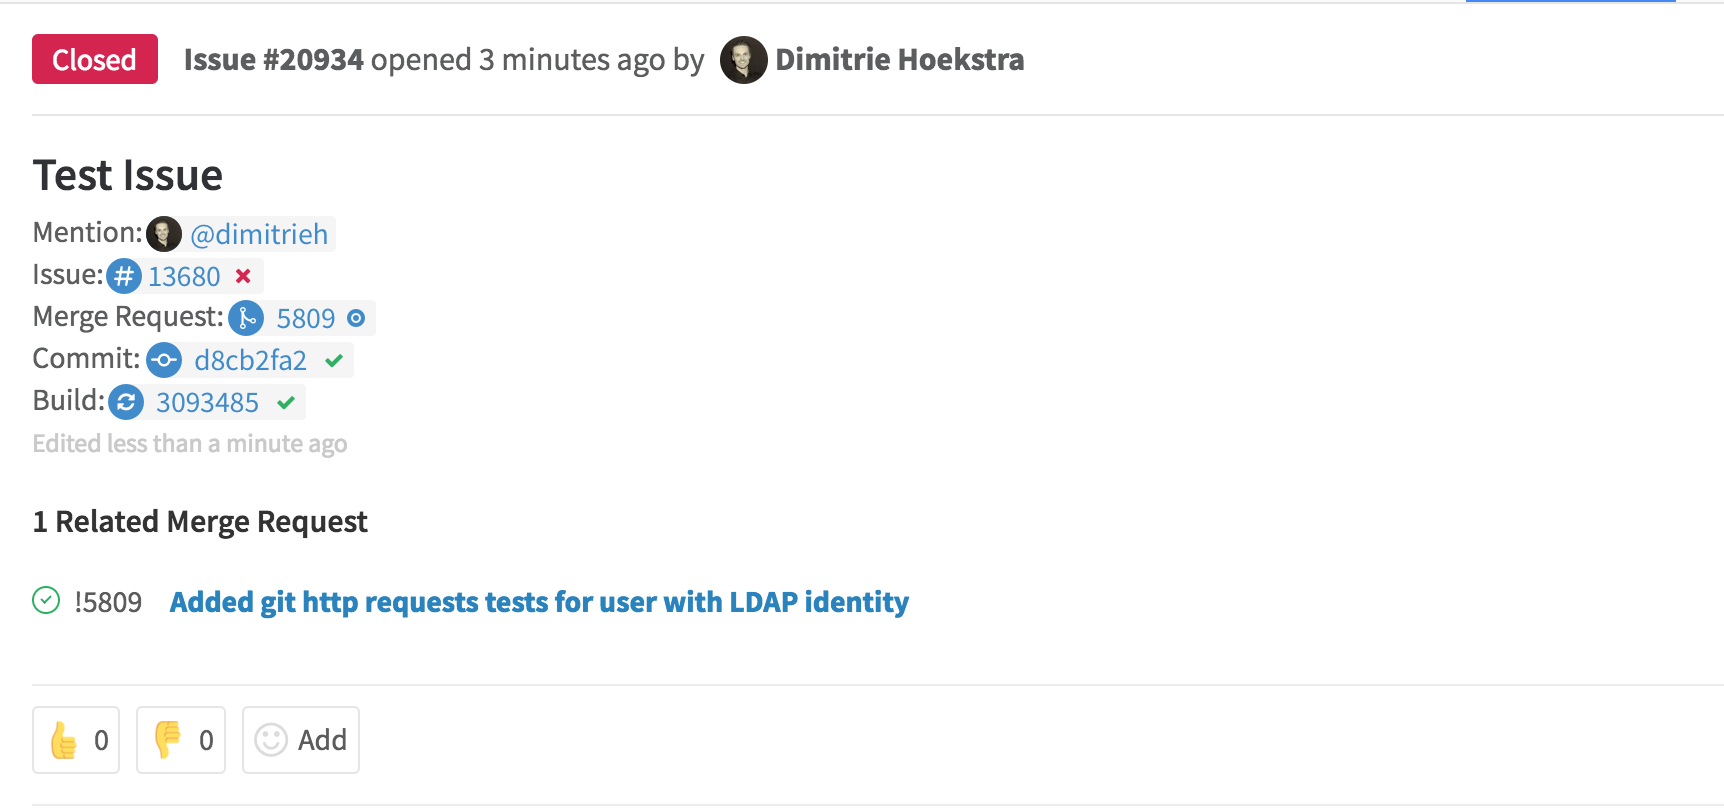 Closed Issue #20934 opened 3 minutes ago by Dimitrie Hoekstra
Test Issue
Mention: @dimitrieh
Issue: # 13680
Merge Request: 5809
Commit: d8cb2fa2
Build: 3093485
Edited less than a minute ago
1 Related Merge Request
!5809 Added git http requests tests for user with LDAP identity
0 0 Add